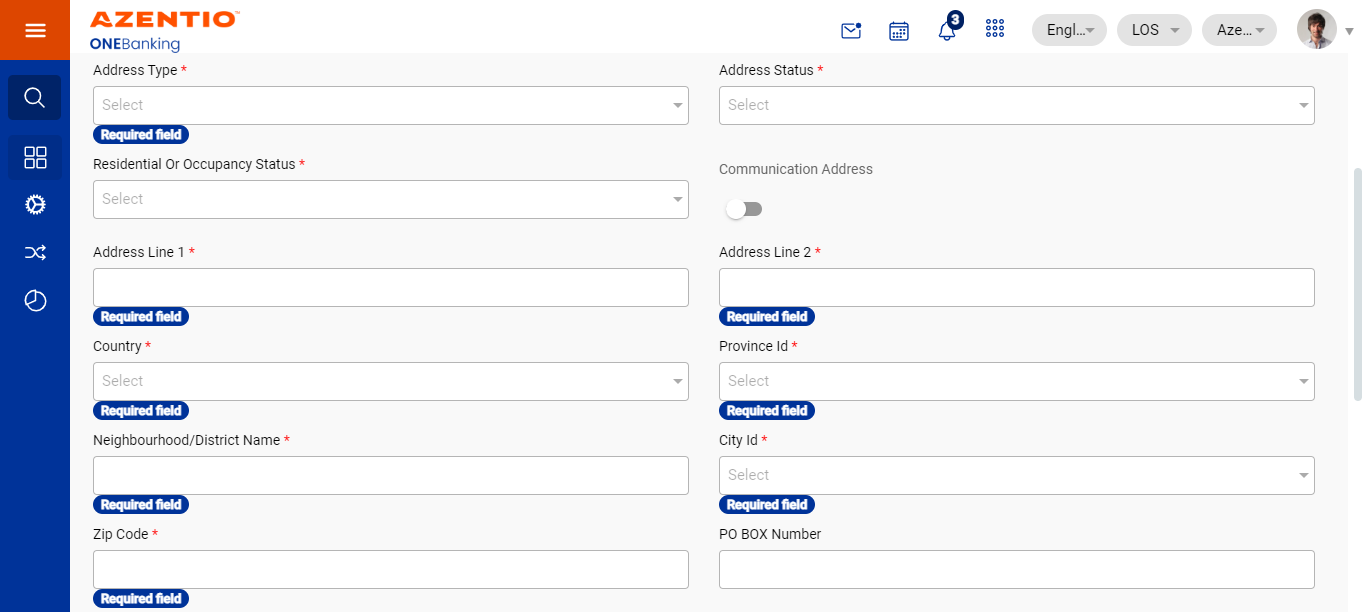 AZENTIO™
ONEBanking
3
Engl...
LOS
Aze...
Address Type *
Address Status *
Select
Select
Required field
Residential Or Occupancy Status *
Communication Address
Select
Address Line 1 *
Address Line 2 *
Required field
Required field
Country *
Province Id *
Select
Select
Required field
Required field
Neighbourhood/District Name *
City Id *
Select
Required field
Required field
Zip Code *
PO BOX Number
Required field